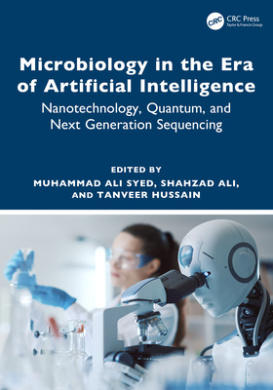 CRC Press
Taylor & Francis Group
Microbiology in the Era
of Artificial Intelligence
Nanotechnology, Quantum, and
Next Generation Sequencing
EDITED BY
MUHAMMAD ALI SYED, SHAHZAD ALI,
AND TANVEER HUSSAIN